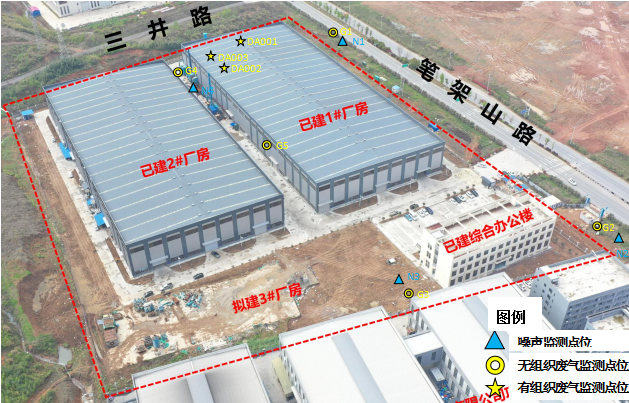 三井路
笔架山路
G1
N1
DA001
DA003
DA002
G
已建1#厂房
已建2#厂房
G5
G2
已建综合办公楼
N3
拟建3#厂房
图例
噪声监测点位
无组织废气监测点位
有组织废气监测点位